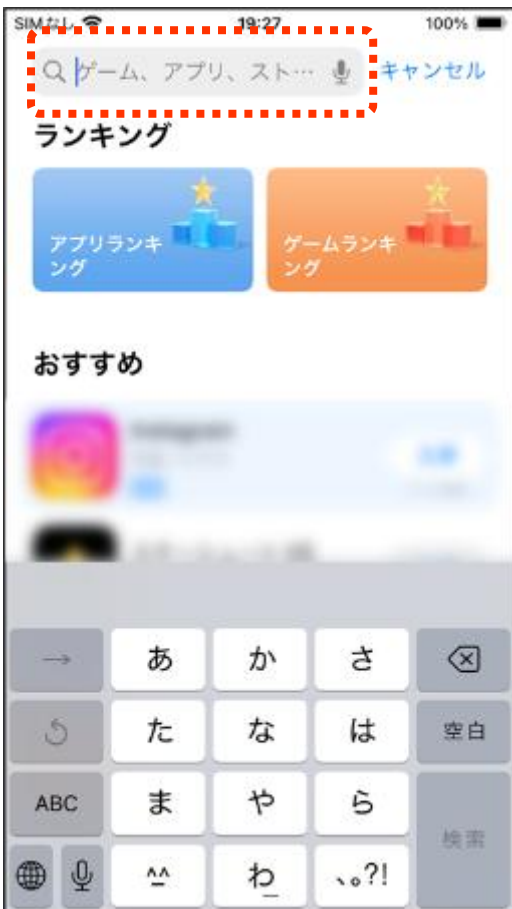 SIMなし 19:27 100%
ゲーム、アプリ、スト… キャンセル
ランキング
アプリランキ
ング
ゲームランキ
ング
おすすめ
→ あ か さ
た な は 空白
ABC ま や ら 検索
^^ わ_ 、。?!